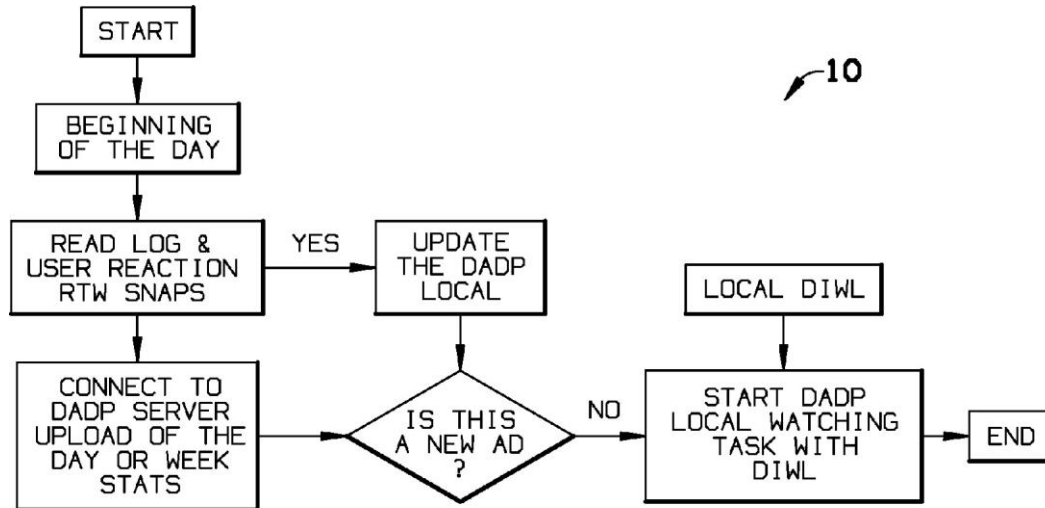 START
10
BEGINNING
OF THE DAY
READ LOG &
USER REACTION
RTW SNAPS
YES
UPDATE
THE DADP
LOCAL
LOCAL DIWL
CONNECT TO
DADP SERVER
UPLOAD OF THE
DAY OR WEEK
STATS
IS THIS
A NEW AD
?
NO
START DADP
LOCAL WATCHING
TASK WITH
DIWL
END